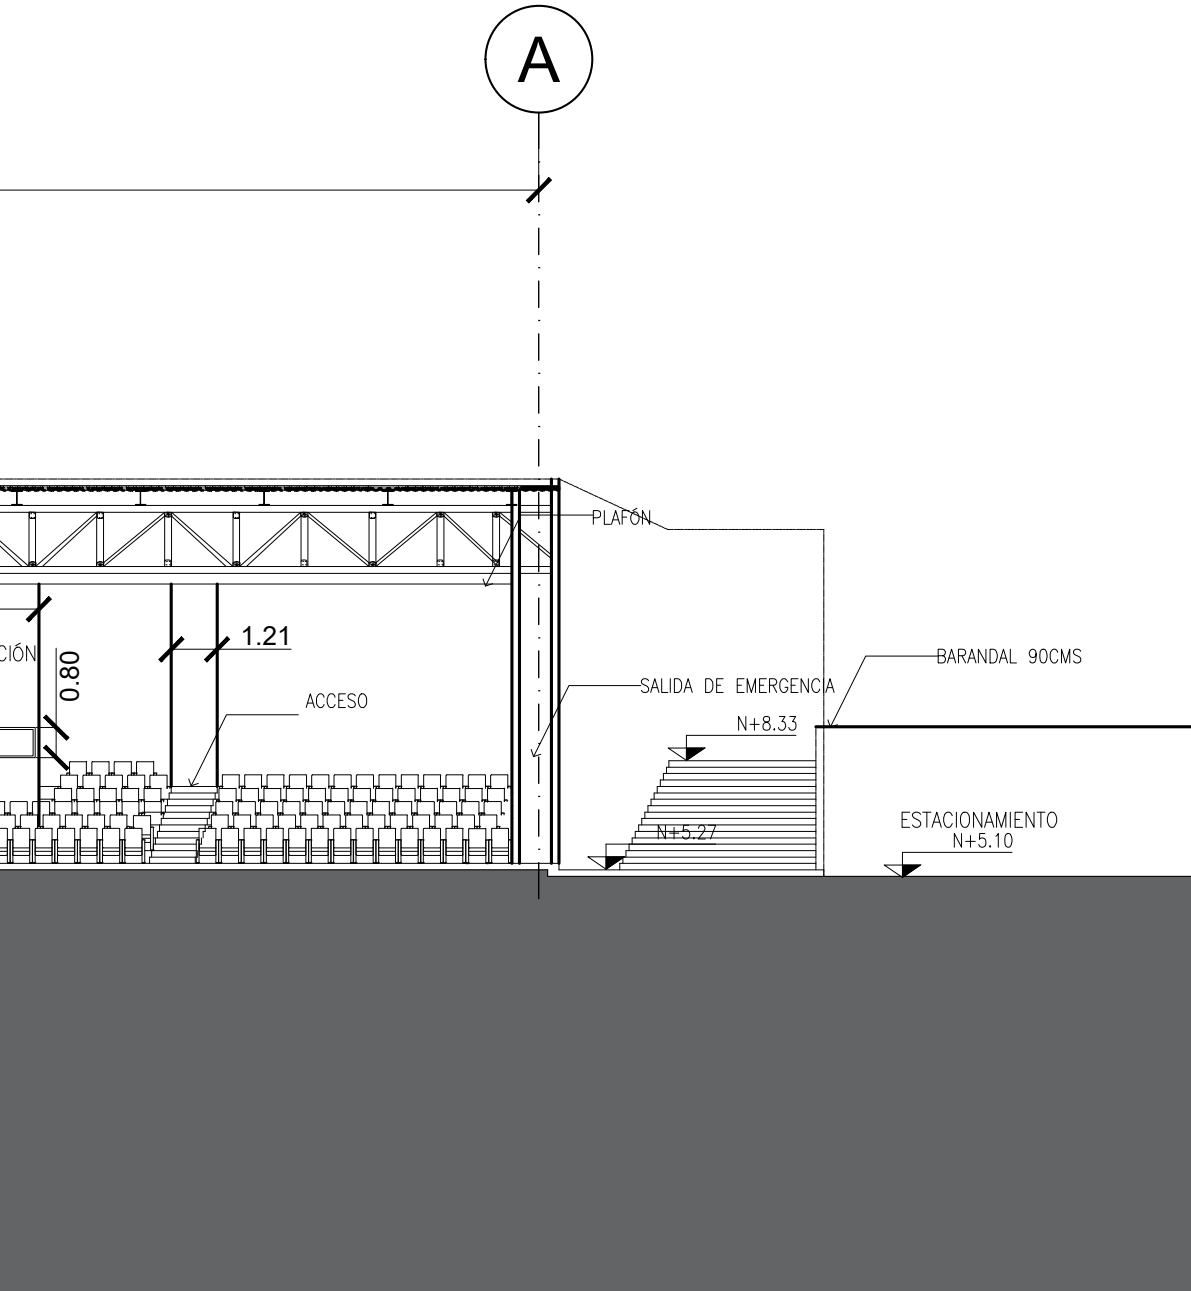 A
PLAFÓN
1.21
CIÓN
0.80
BARANDAL 90CMS
ACCESO
SALIDA DE EMERGENCIA
N+8.33
N+5.27
ESTACIONAMIENTO
N+5.10